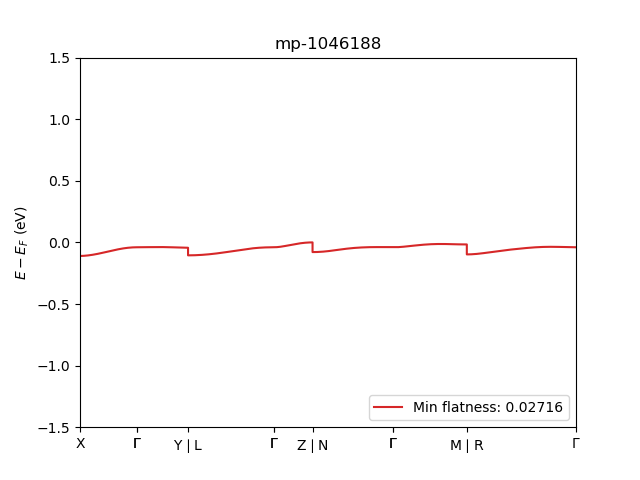 mp-1046188
1.5
1.0
0.5
0.0
−0.5
−1.0
−1.5
E − E_F (eV)
Min flatness: 0.02716
X Γ Y | L Γ Z | N Γ M | R Γ